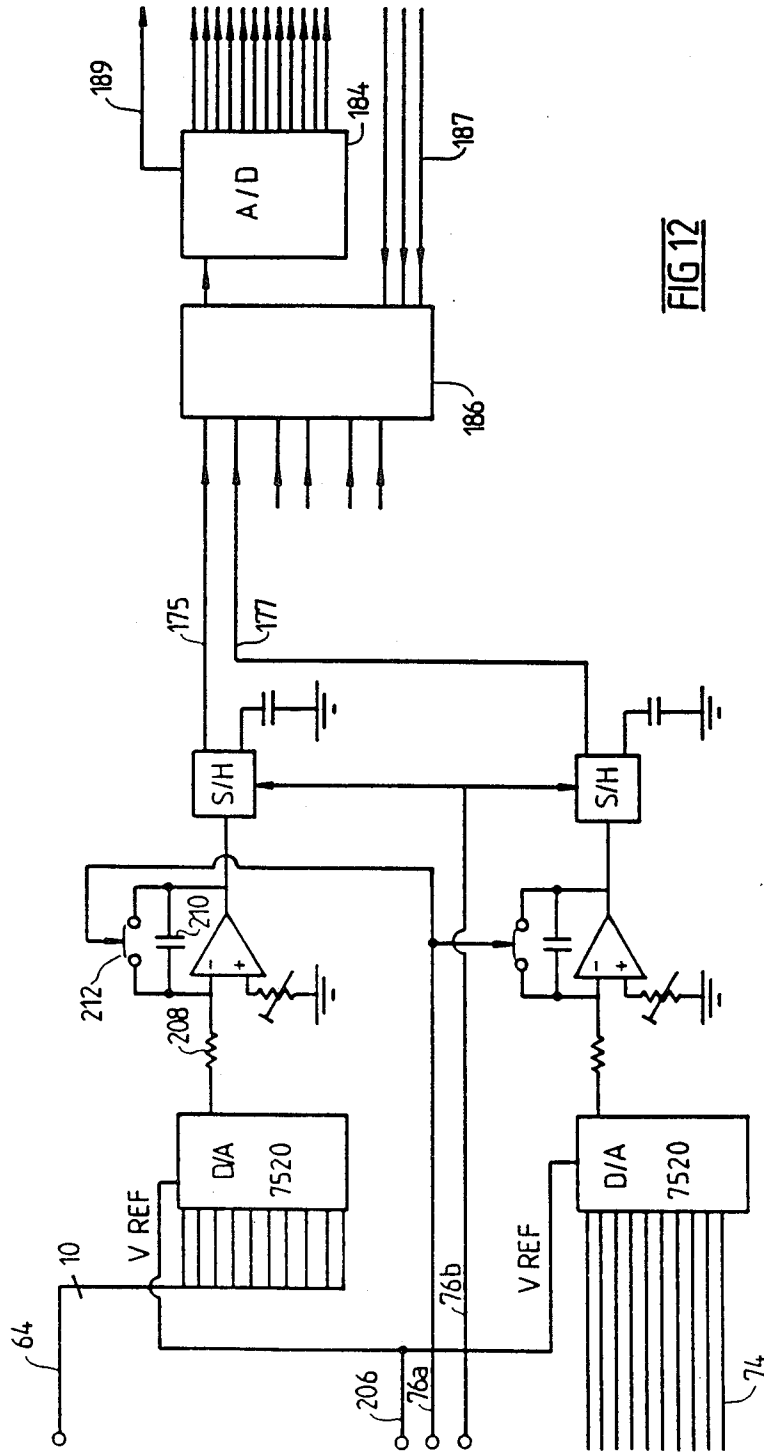 64
10
V REF
D/A
7520
208
212
210
-
+
S/H
175
177
186
A/D
184
189
187
206
76a
76b
V REF
D/A
7520
74
-
+
S/H
FIG 12